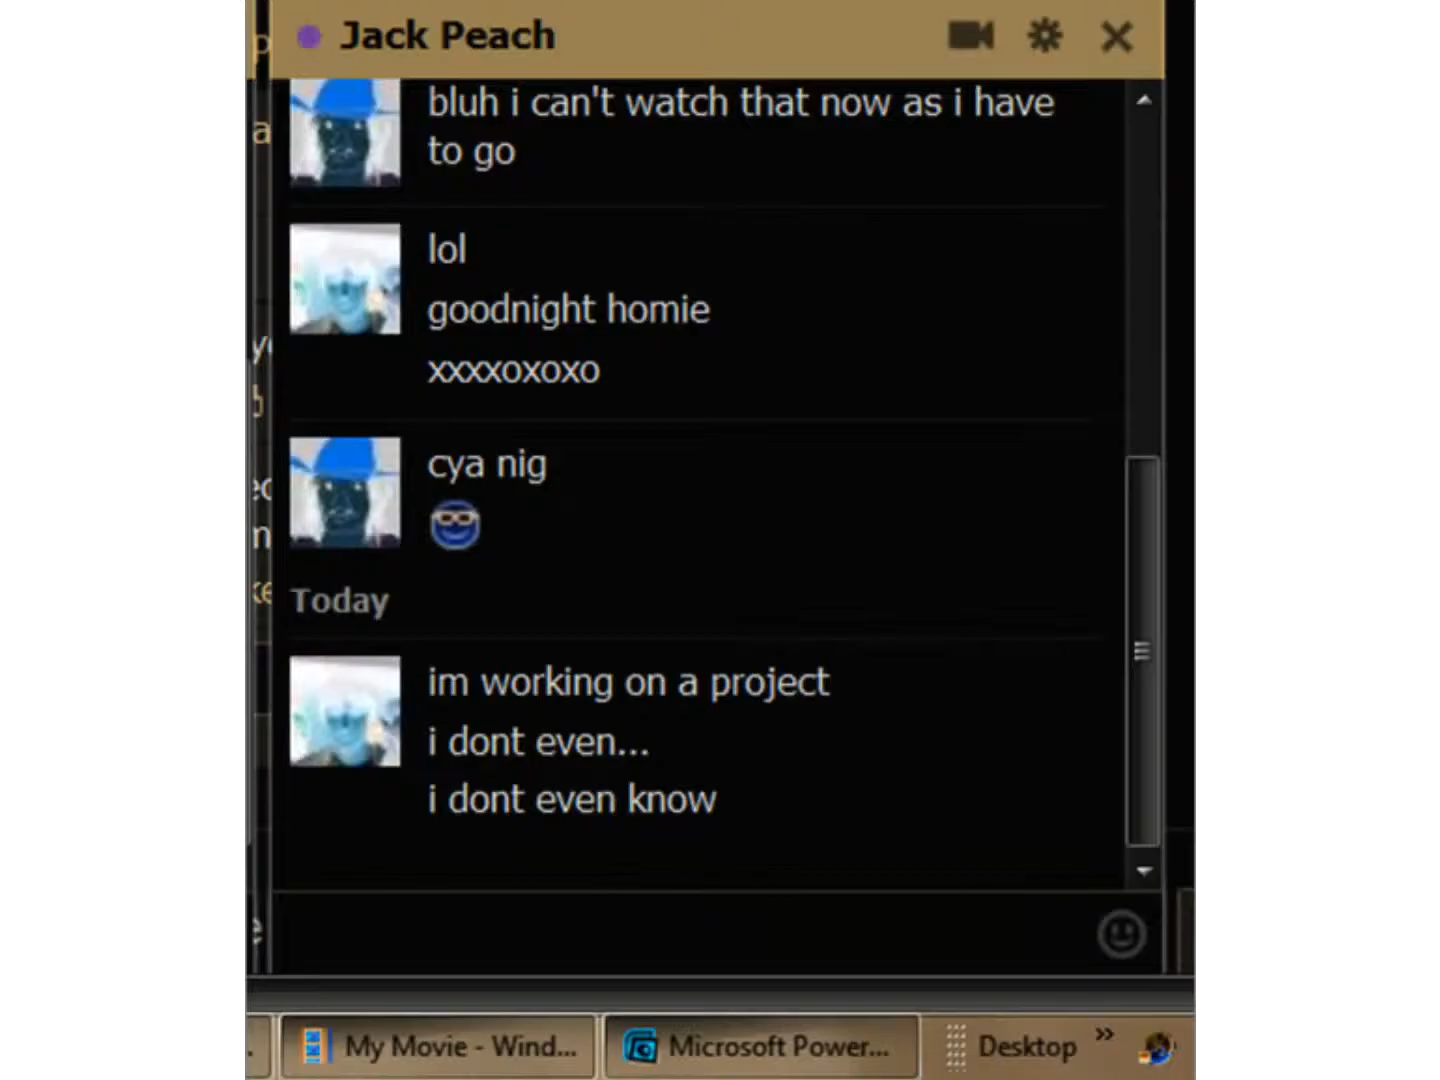 Jack Peach
bluh i can't watch that now as i have
to go
lol
goodnight homie
xxxxoxoxo
cya nig
Today
im working on a project
i dont even...
i dont even know
My Movie - Wind...
Microsoft Power...
Desktop